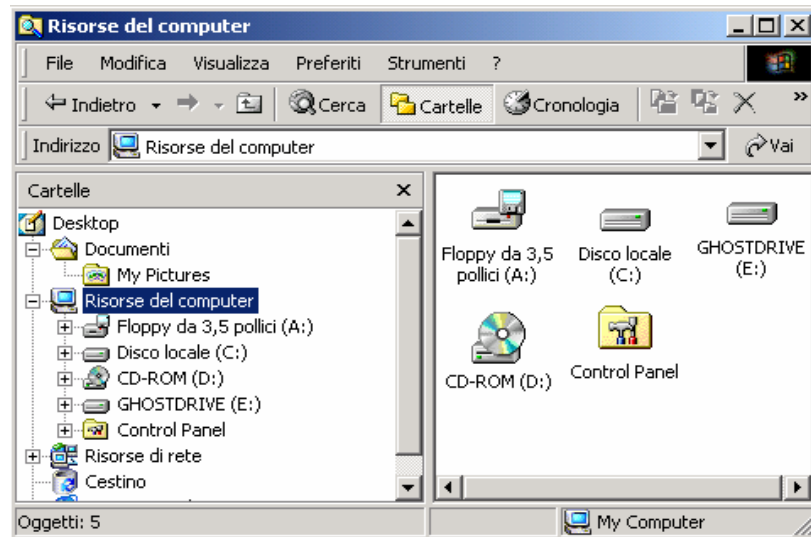 Risorse del computer
File Modifica Visualizza Preferiti Strumenti ?
Indietro Cerca Cartelle Cronologia »
Indirizzo Risorse del computer Vai
Cartelle
Desktop
Documenti
My Pictures
Risorse del computer
Floppy da 3,5 pollici (A:)
Disco locale (C:)
CD-ROM (D:)
GHOSTDRIVE (E:)
Control Panel
Risorse di rete
Cestino
Floppy da 3,5
pollici (A:)
Disco locale
(C:)
GHOSTDRIVE
(E:)
CD-ROM (D:)
Control Panel
Oggetti: 5
My Computer